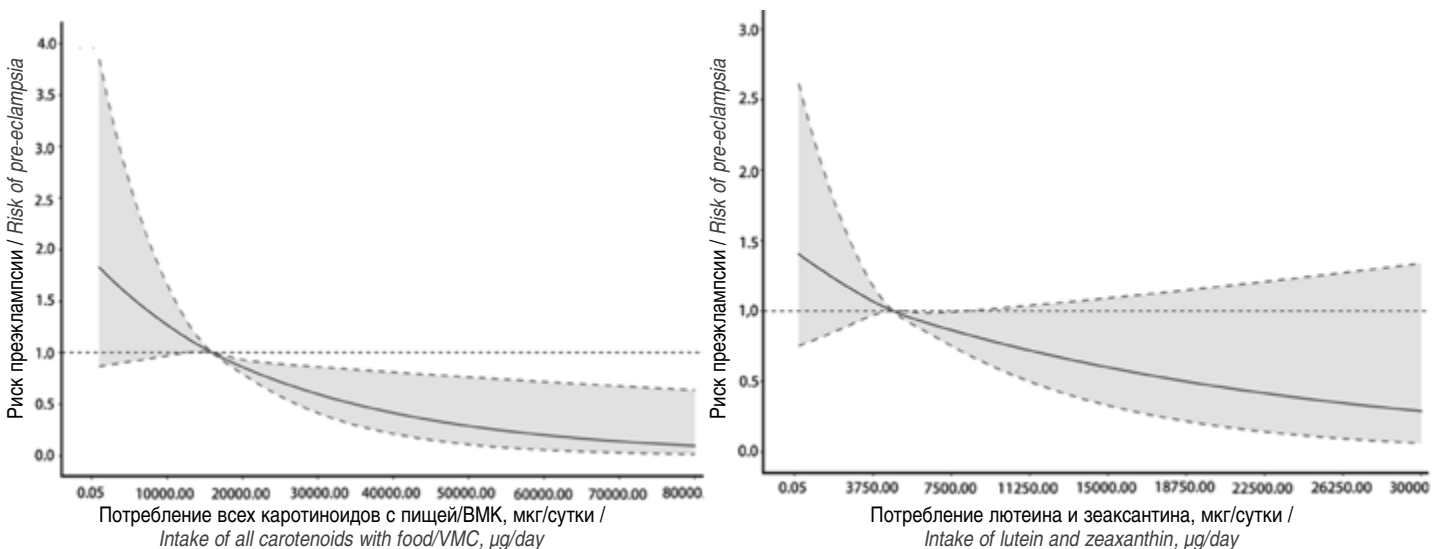 4.0
3.5
3.0
2.5
2.0
1.5
1.0
0.5
0.0
Риск преэклампсии / Risk of pre-eclampsia
0.05 10000.00 20000.00 30000.00 40000.00 50000.00 60000.00 70000.00 80000.
Потребление всех каротиноидов с пищей/ВМК, мкг/сутки /
Intake of all carotenoids with food/VMC, µg/day
3.0
2.5
2.0
1.5
1.0
0.5
0.0
Риск преэклампсии / Risk of pre-eclampsia
0.05 3750.00 7500.00 11250.00 15000.00 18750.00 22500.00 26250.00 30000
Потребление лютеина и зеаксантина, мкг/сутки /
Intake of lutein and zeaxanthin, µg/day